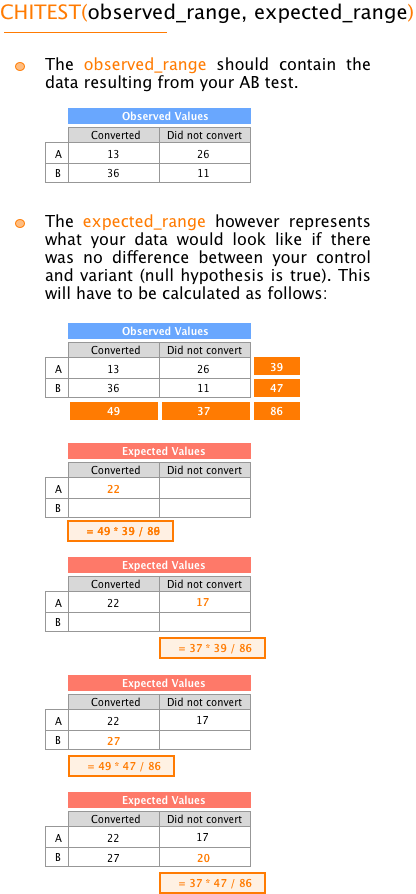 CHITEST(observed_range, expected_range)
The observed_range should contain the
data resulting from your AB test.
Observed Values
Converted Did not convert
A 13 26
B 36 11
The expected_range however represents
what your data would look like if there
was no difference between your control
and variant (null hypothesis is true). This
will have to be calculated as follows:
Observed Values
Converted Did not convert
A 13 26 39
B 36 11 47
49 37 86
Expected Values
Converted Did not convert
A 22
B
= 49 * 39 / 86
Expected Values
Converted Did not convert
A 22 17
B
= 37 * 39 / 86
Expected Values
Converted Did not convert
A 22 17
B 27
= 49 * 47 / 86
Expected Values
Converted Did not convert
A 22 17
B 27 20
= 37 * 47 / 86